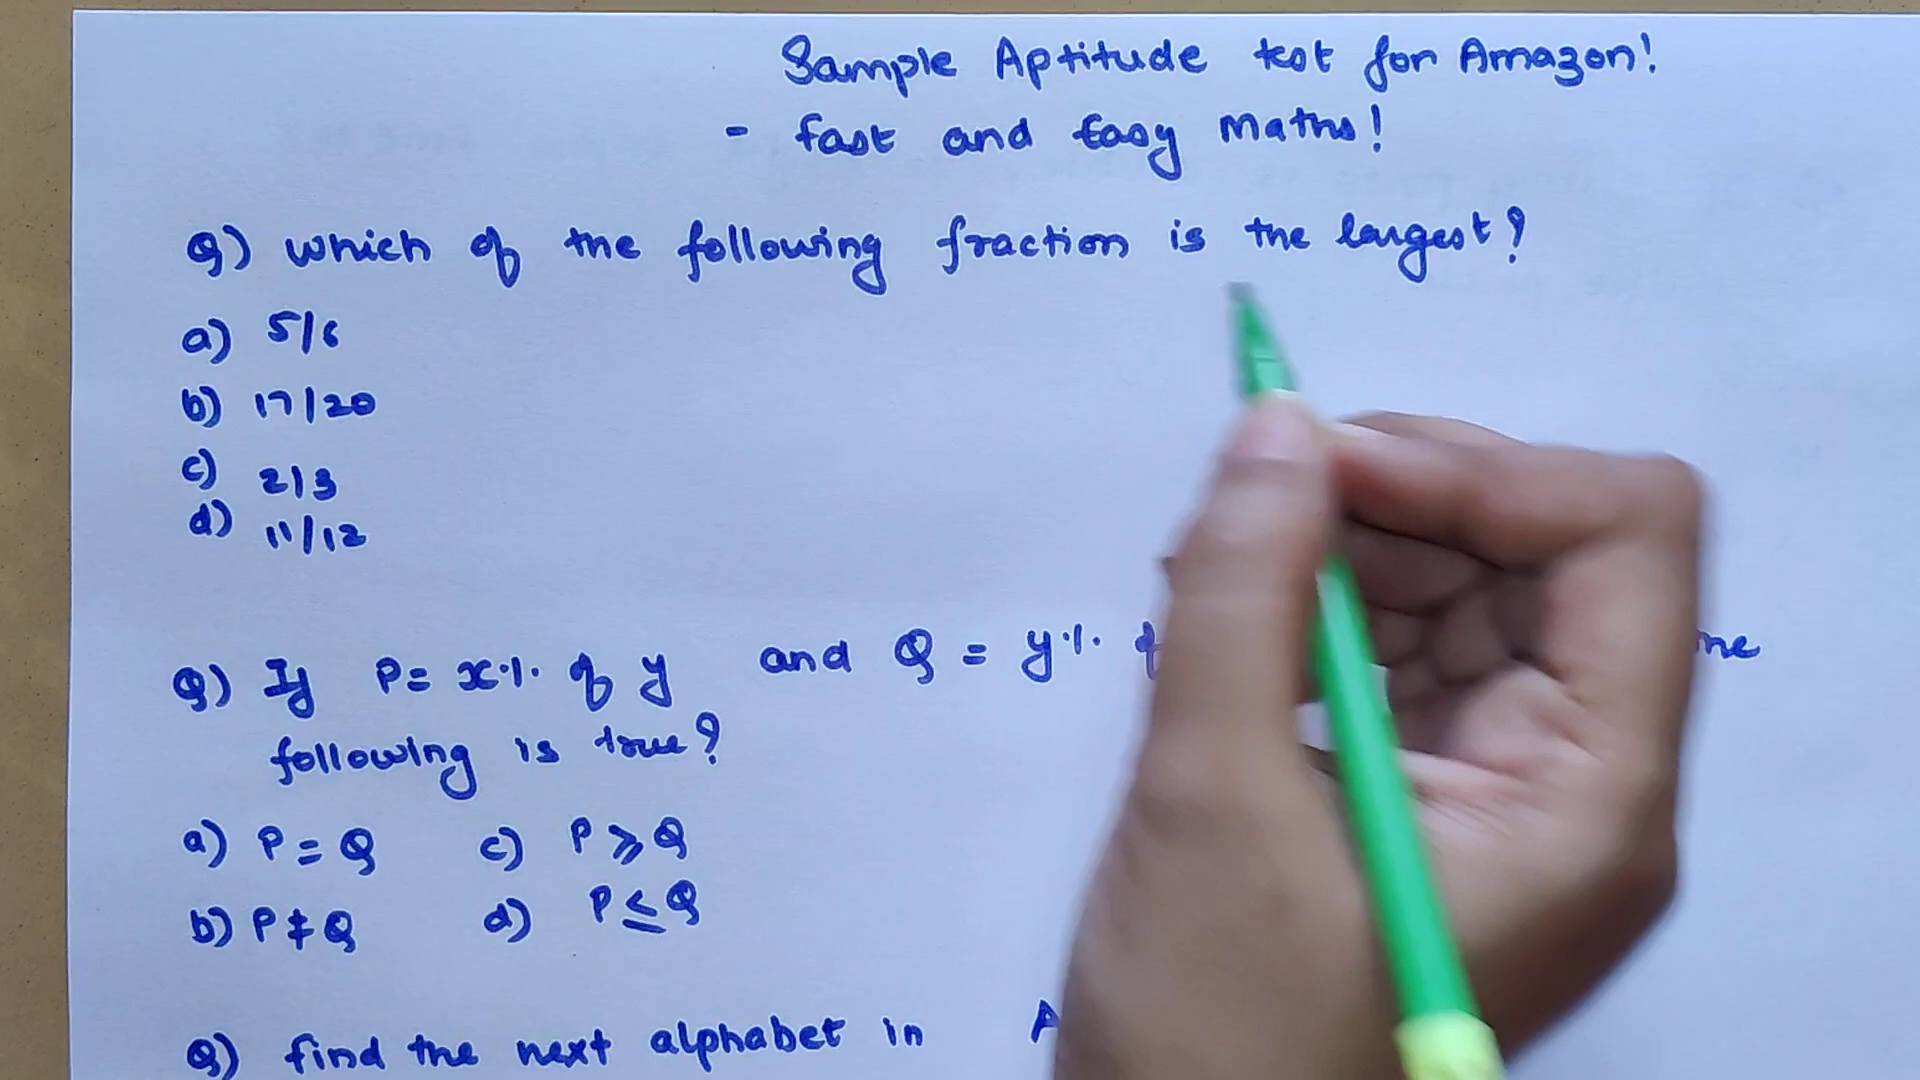 Sample Aptitude test for Amazon!
- fast and Easy Maths!
Q) which of the following fraction is the largest?
a) 5/6
b) 17/20
c) 2/3
d) 11/12
Q) If P = x % of y and Q = y %
following is true?
a) P = Q c) P ⩾ Q
b) P ≠ Q d) P ≤ Q
Q) find the next alphabet in A